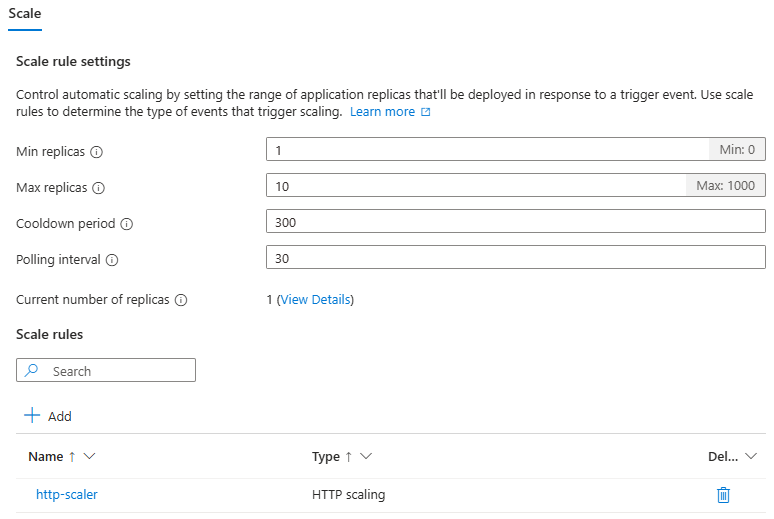 Scale
Scale rule settings
Control automatic scaling by setting the range of application replicas that'll be deployed in response to a trigger event. Use scale
rules to determine the type of events that trigger scaling. Learn more
Min replicas 1 Min: 0
Max replicas 10 Max: 1000
Cooldown period 300
Polling interval 30
Current number of replicas 1 (View Details)
Scale rules
Search
Add
Name Type Del...
http-scaler HTTP scaling